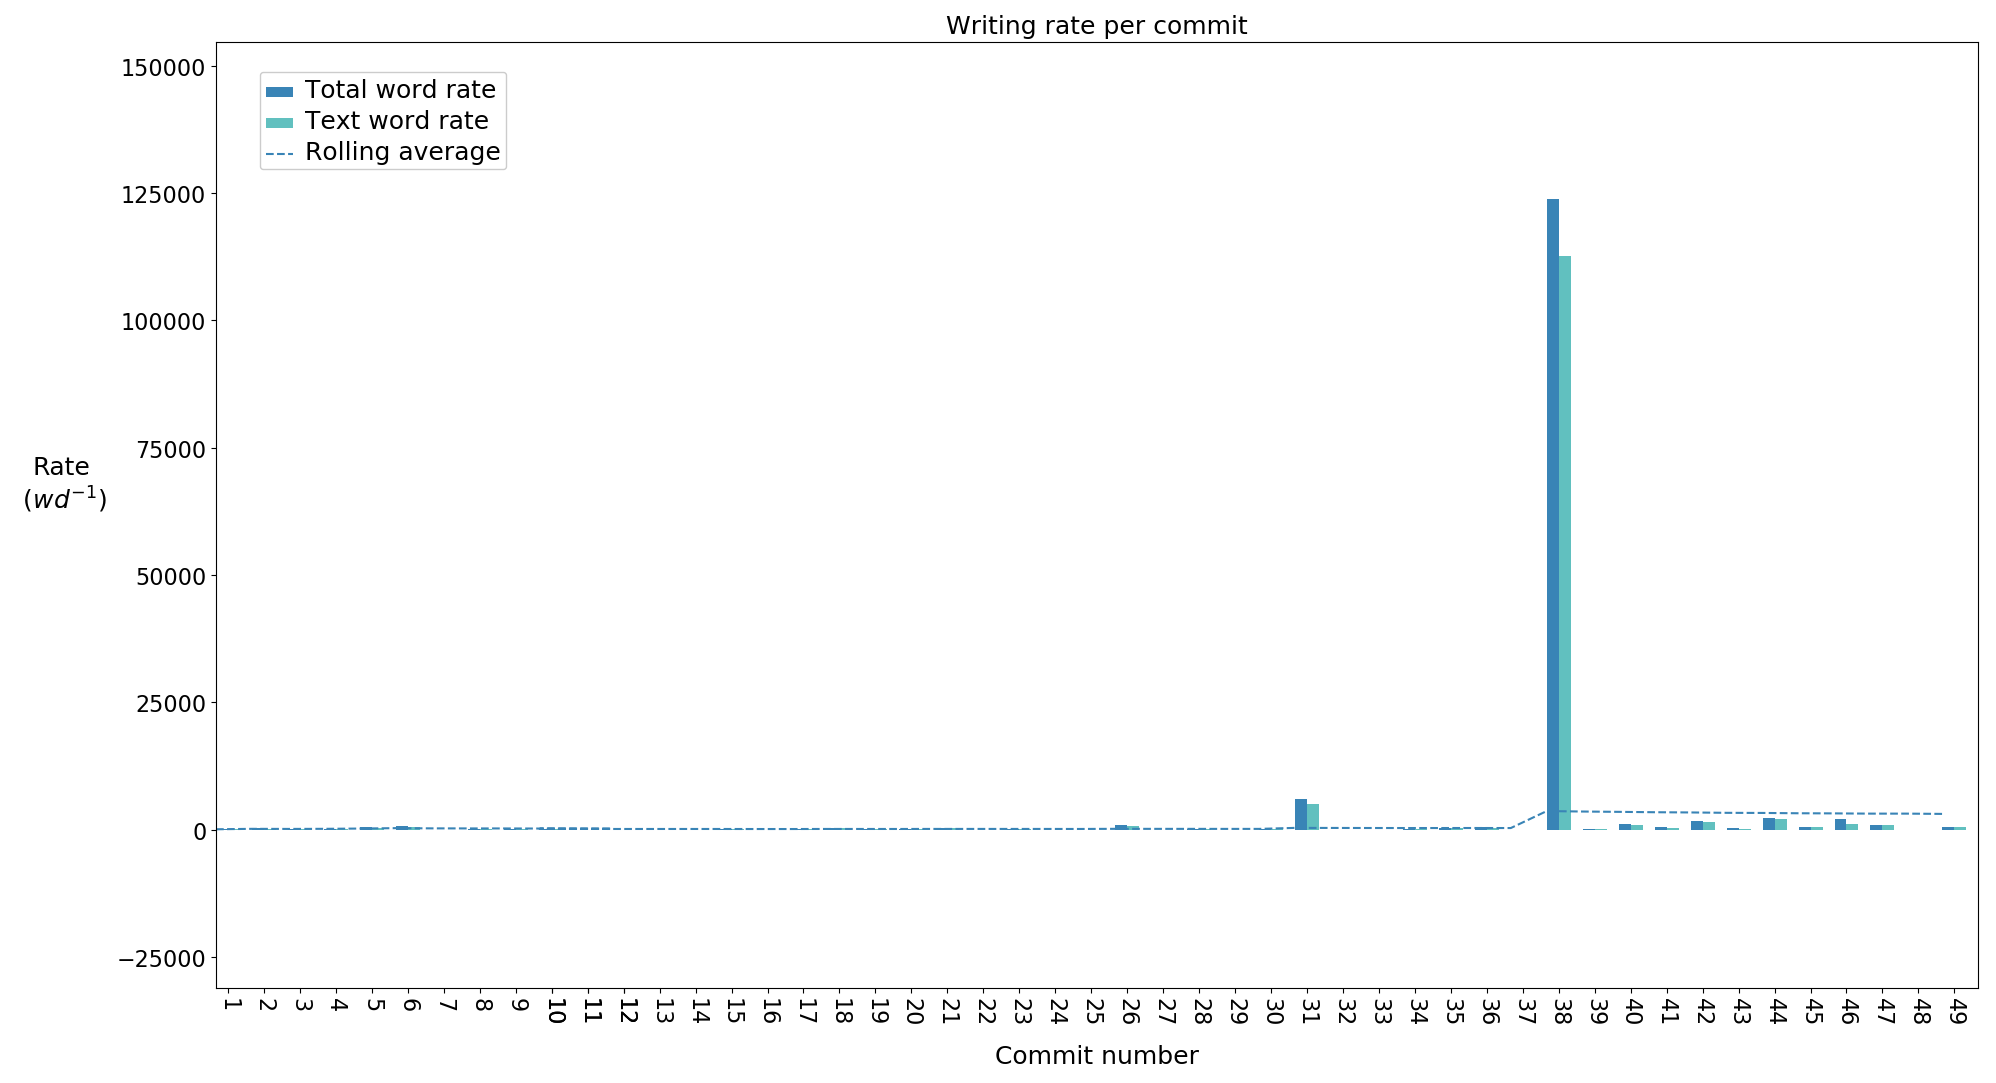 Writing rate per commit
150000
125000
100000
75000
50000
25000
0
−25000
Total word rate
Text word rate
Rolling average
Rate
(wd⁻¹)
1 2 3 4 5 6 7 8 9 10 11 12 13 14 15 16 17 18 19 20 21 22 23 24 25 26 27 28 29 30 31 32 33 34 35 36 37 38 39 40 41 42 43 44 45 46 47 48 49
Commit number